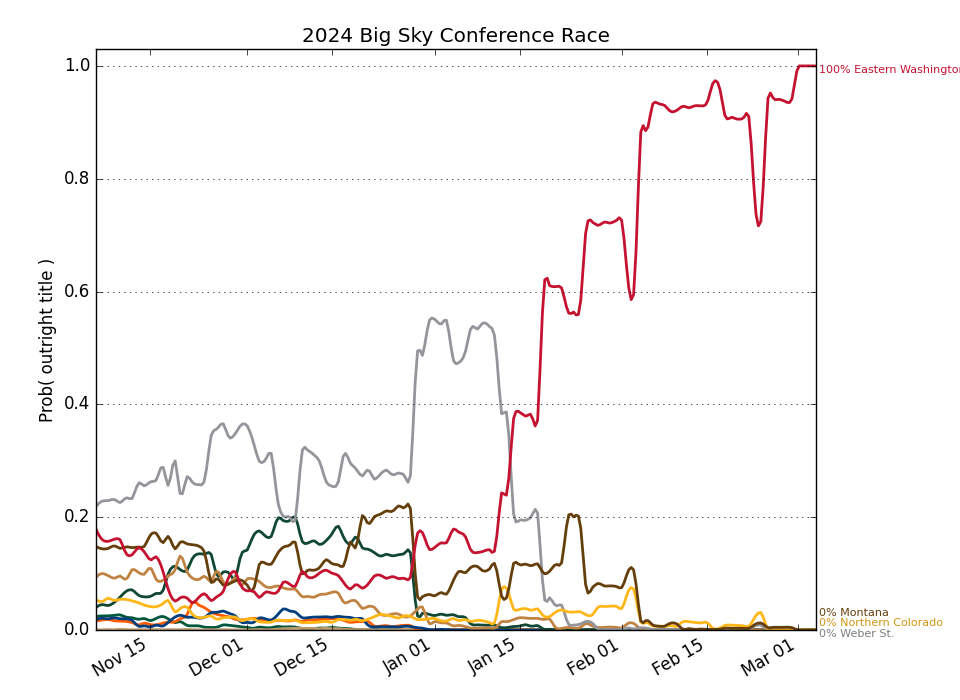 2024 Big Sky Conference Race
Prob( outright title )
1.0
0.8
0.6
0.4
0.2
0.0
Nov 15
Dec 01
Dec 15
Jan 01
Jan 15
Feb 01
Feb 15
Mar 01
100% Eastern Washington
0% Montana
0% Northern Colorado
0% Weber St.